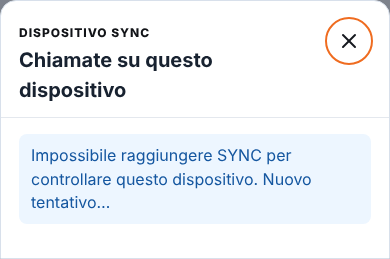 DISPOSITIVO SYNC
Chiamate su questo
dispositivo
Impossibile raggiungere SYNC per
controllare questo dispositivo. Nuovo
tentativo...